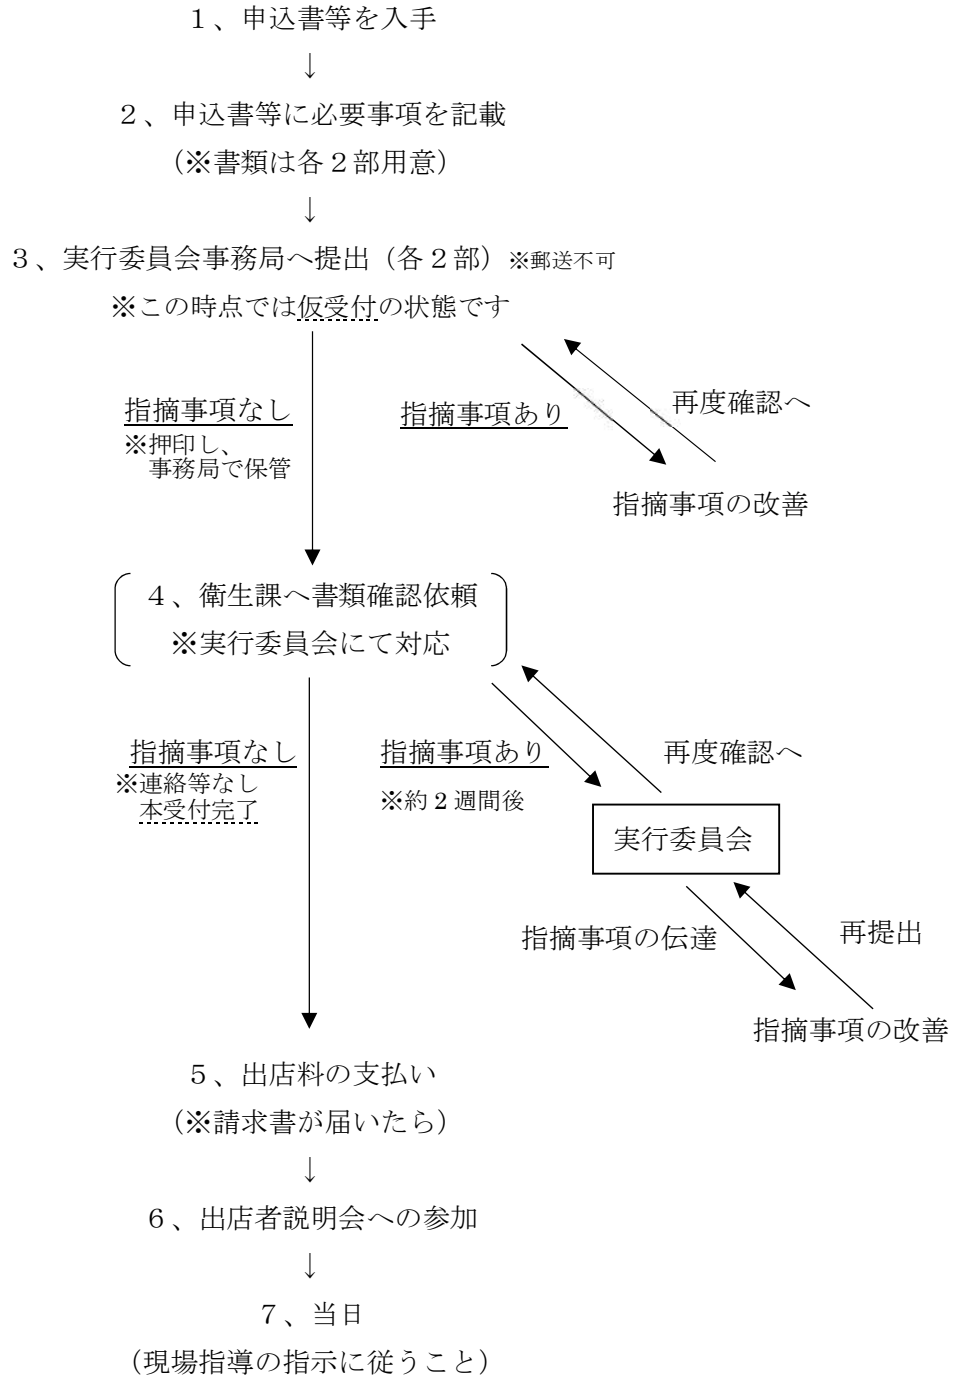 １、申込書等を入手
↓
２、申込書等に必要事項を記載
（※書類は各２部用意）
↓
３、実行委員会事務局へ提出（各２部）※郵送不可
※この時点では仮受付の状態です
指摘事項なし
※押印し、
事務局で保管
指摘事項あり
再度確認へ
指摘事項の改善
４、衛生課へ書類確認依頼
※実行委員会にて対応
指摘事項なし
※連絡等なし
本受付完了
指摘事項あり
※約２週間後
再度確認へ
実行委員会
指摘事項の伝達
再提出
指摘事項の改善
５、出店料の支払い
（※請求書が届いたら）
↓
６、出店者説明会への参加
↓
７、当日
（現場指導の指示に従うこと）